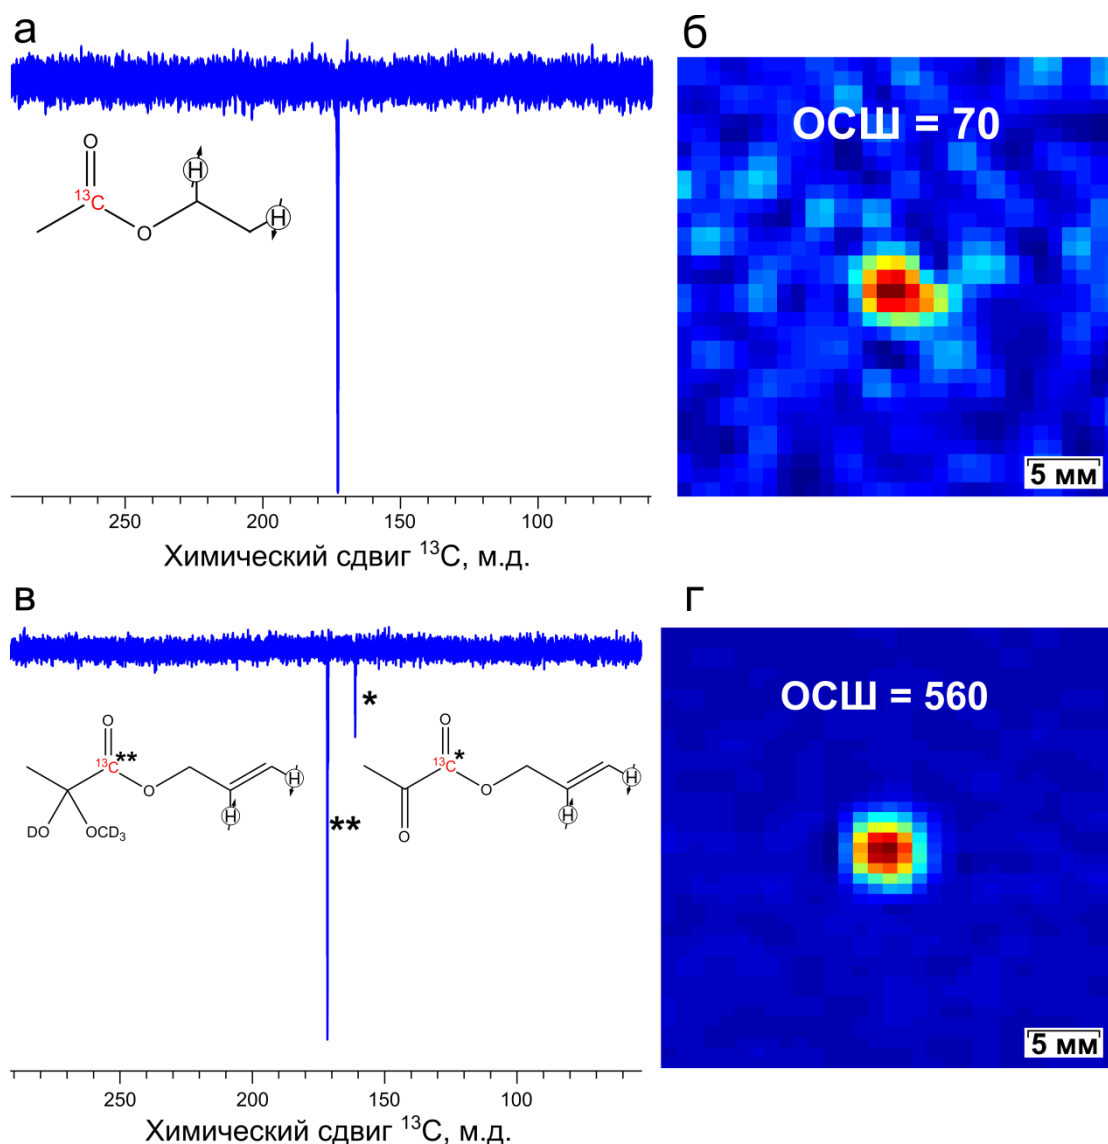 а
б
ОСШ = 70
O
13C
O
H
H
5 мм
250 200 150 100
Химический сдвиг 13C, м.д.
в
г
ОСШ = 560
*
**
O
13C**
O
DO
OCD3
H
H
O
13C*
O
O
H
H
5 мм
250 200 150 100
Химический сдвиг 13C, м.д.